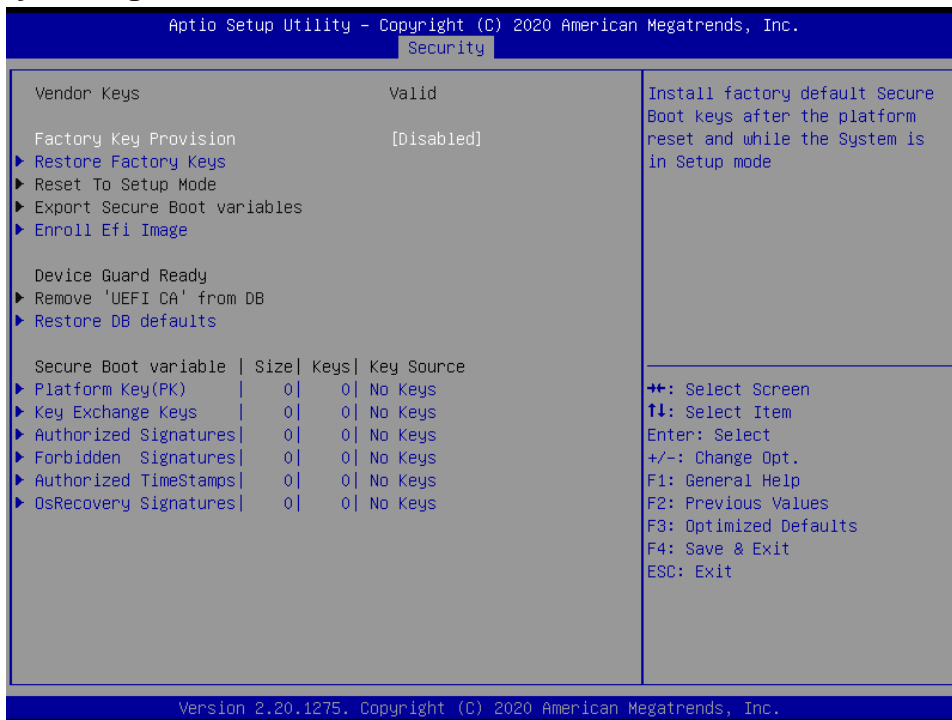 Aptio Setup Utility – Copyright (C) 2020 American Megatrends, Inc.
Security
Vendor Keys Valid
Factory Key Provision [Disabled]
Restore Factory Keys
Reset To Setup Mode
Export Secure Boot variables
Enroll Efi Image
Device Guard Ready
Remove 'UEFI CA' from DB
Restore DB defaults
Secure Boot variable | Size| Keys| Key Source
Platform Key(PK) | 0| 0| No Keys
Key Exchange Keys | 0| 0| No Keys
Authorized Signatures| 0| 0| No Keys
Forbidden Signatures| 0| 0| No Keys
Authorized TimeStamps| 0| 0| No Keys
OsRecovery Signatures| 0| 0| No Keys
Install factory default Secure
Boot keys after the platform
reset and while the System is
in Setup mode
→←: Select Screen
↑↓: Select Item
Enter: Select
+/-: Change Opt.
F1: General Help
F2: Previous Values
F3: Optimized Defaults
F4: Save & Exit
ESC: Exit
Version 2.20.1275. Copyright (C) 2020 American Megatrends, Inc.